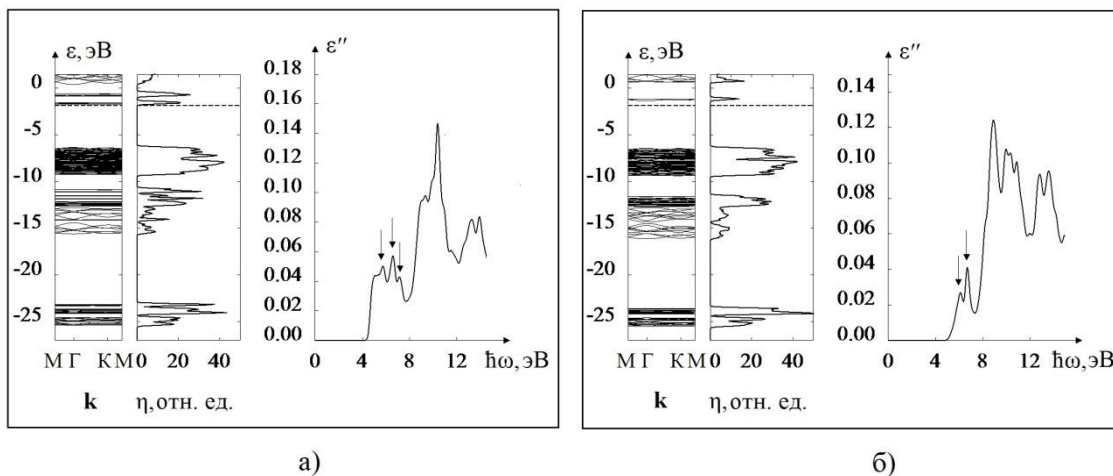 ε, эВ
0
-5
-10
-15
-20
-25
М Г К М
k
0 20 40
η, отн. ед.
ε″
0.18
0.16
0.14
0.12
0.10
0.08
0.06
0.04
0.02
0.00
0 4 8 12 ħω, эВ
а)
ε, эВ
0
-5
-10
-15
-20
-25
М Г К М
k
0 20 40
η, отн. ед.
ε″
0.14
0.12
0.10
0.08
0.06
0.04
0.02
0.00
0 4 8 12 ħω, эВ
б)